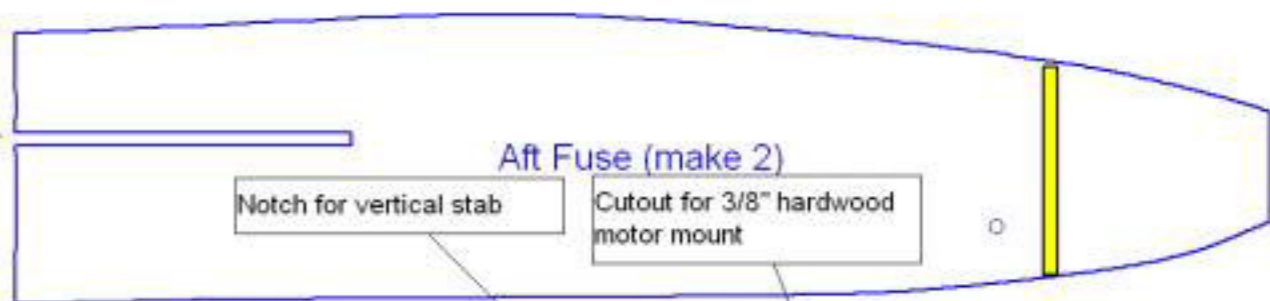 Aft Fuse (make 2)
Notch for vertical stab
Cutout for 3/8" hardwood
motor mount